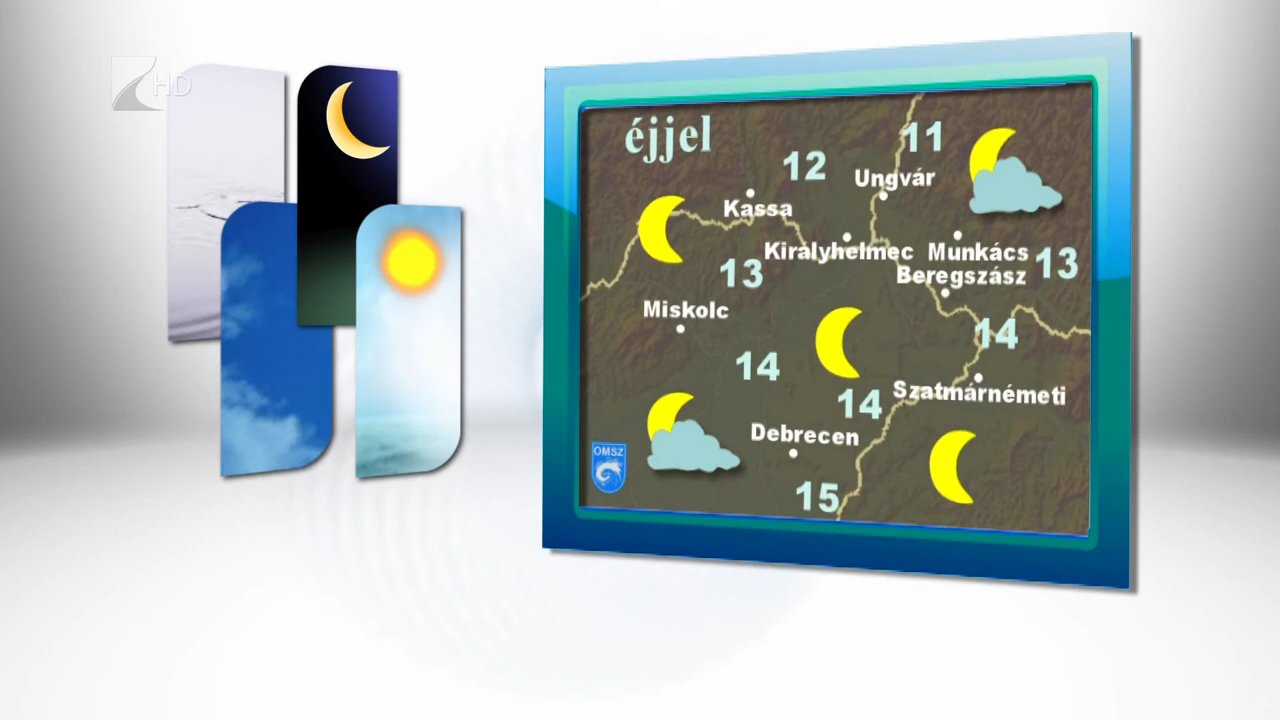 HD
éjjel
11
12
Ungvár
Kassa
Királyhelmec
Munkács
13
13
Beregszász
Miskolc
14
14
14
Szatmárnémeti
Debrecen
OMSZ
15